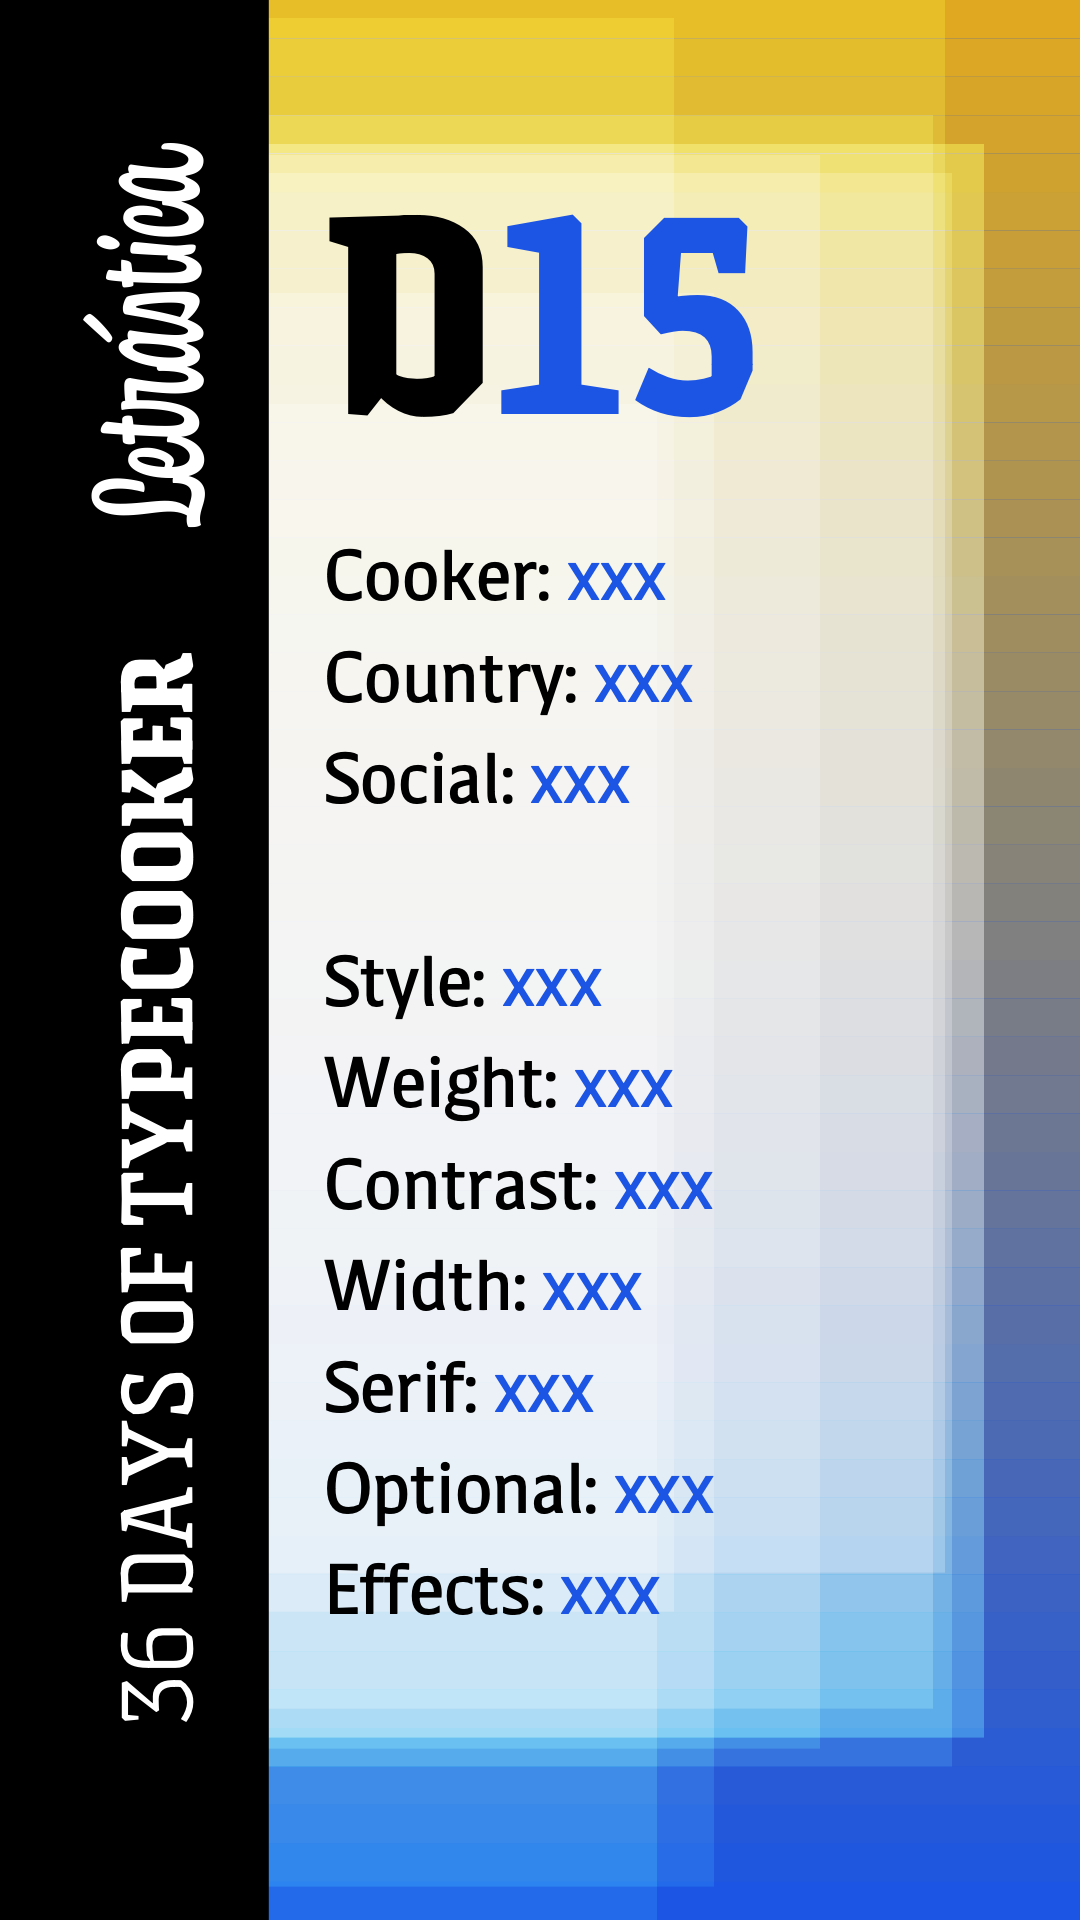 Letrástica
36 DAYS OF TYPECOOKER
D15
Cooker: xxx
Country: xxx
Social: xxx
Style: xxx
Weight: xxx
Contrast: xxx
Width: xxx
Serif: xxx
Optional: xxx
Effects: xxx